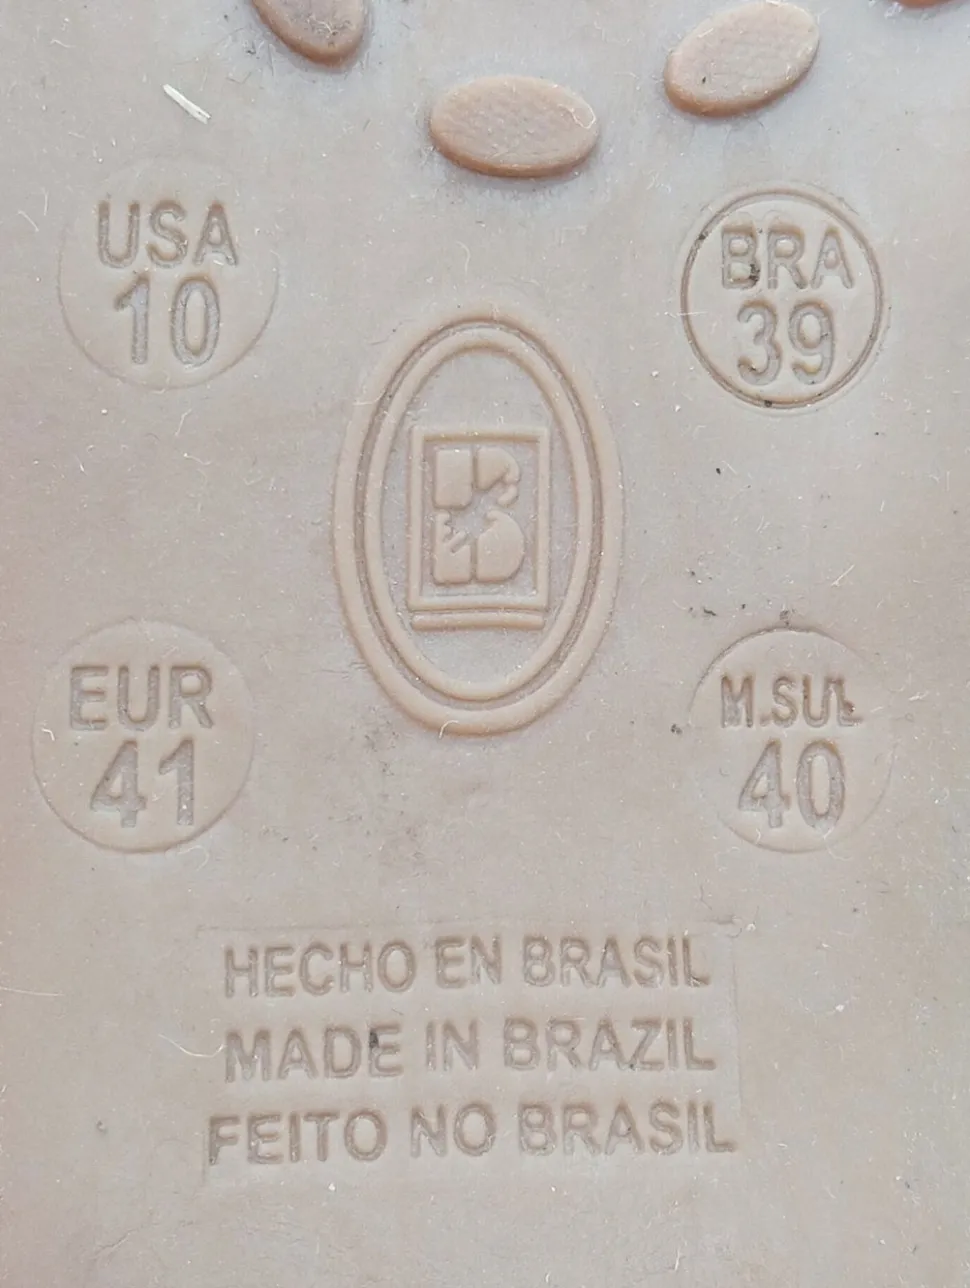 USA
10
BRA
39
B
EUR
41
M.SUL
40
HECHO EN BRASIL
MADE IN BRAZIL
FEITO NO BRASIL